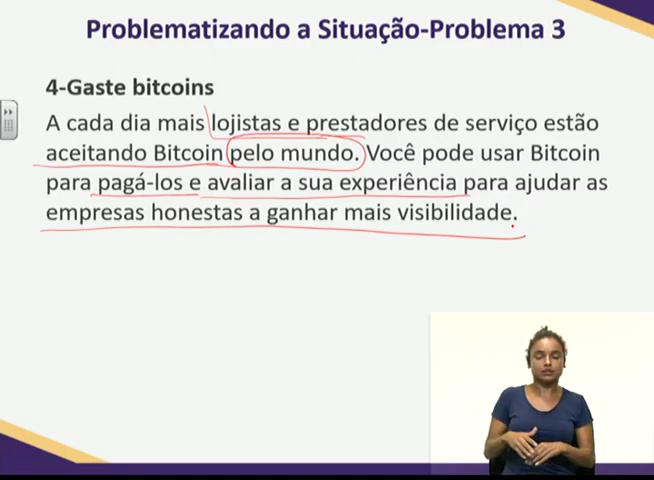 Problematizando a Situação-Problema 3
4-Gaste bitcoins
A cada dia mais lojistas e prestadores de serviço estão
aceitando Bitcoin pelo mundo. Você pode usar Bitcoin
para pagá-los e avaliar a sua experiência para ajudar as
empresas honestas a ganhar mais visibilidade.